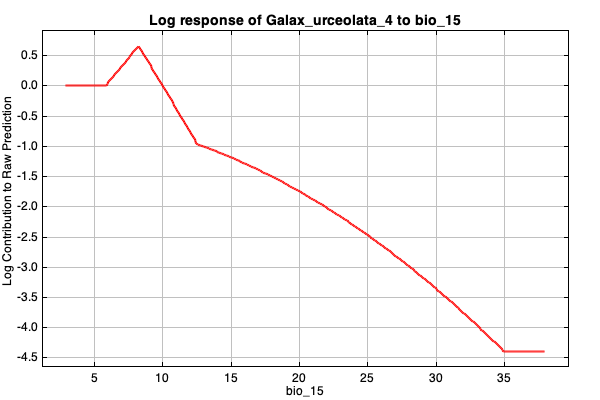 Log response of Galax_urceolata_4 to bio_15
Log Contribution to Raw Prediction
0.5
0.0
-0.5
-1.0
-1.5
-2.0
-2.5
-3.0
-3.5
-4.0
-4.5
5 10 15 20 25 30 35
bio_15